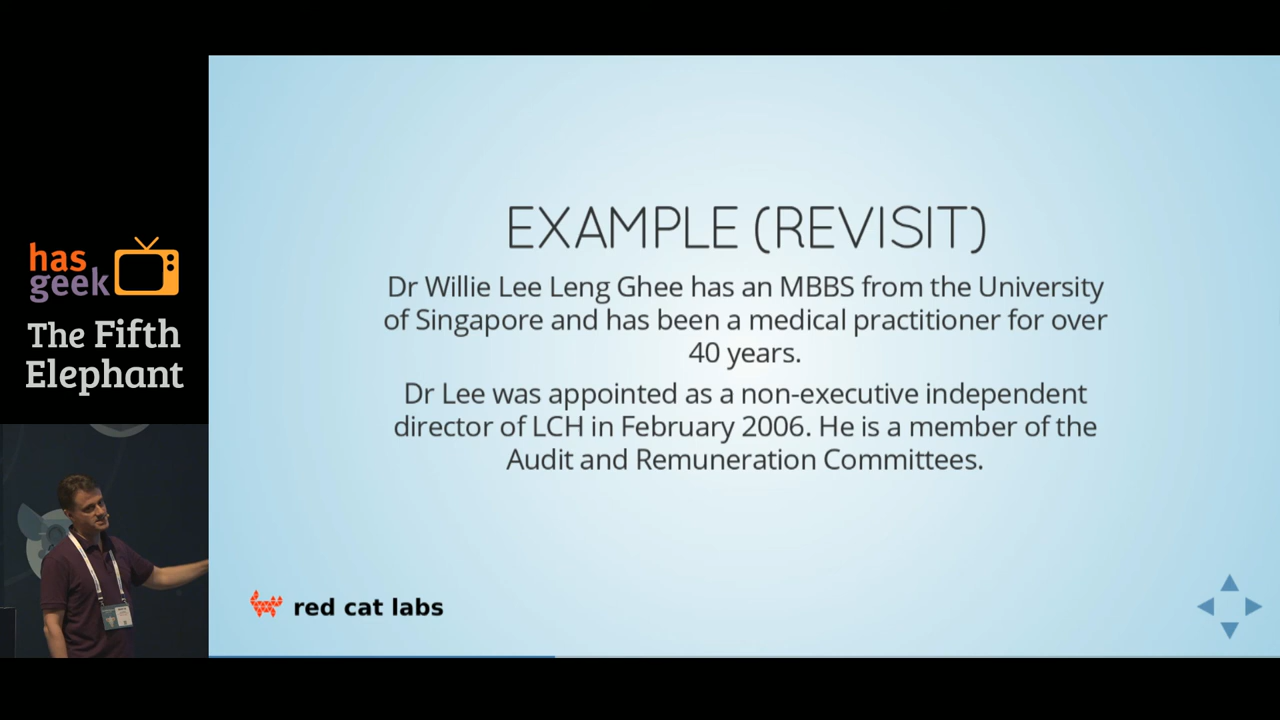 has
geek
The Fifth
Elephant
EXAMPLE (REVISIT)
Dr Willie Lee Leng Ghee has an MBBS from the University
of Singapore and has been a medical practitioner for over
40 years.
Dr Lee was appointed as a non-executive independent
director of LCH in February 2006. He is a member of the
Audit and Remuneration Committees.
red cat labs